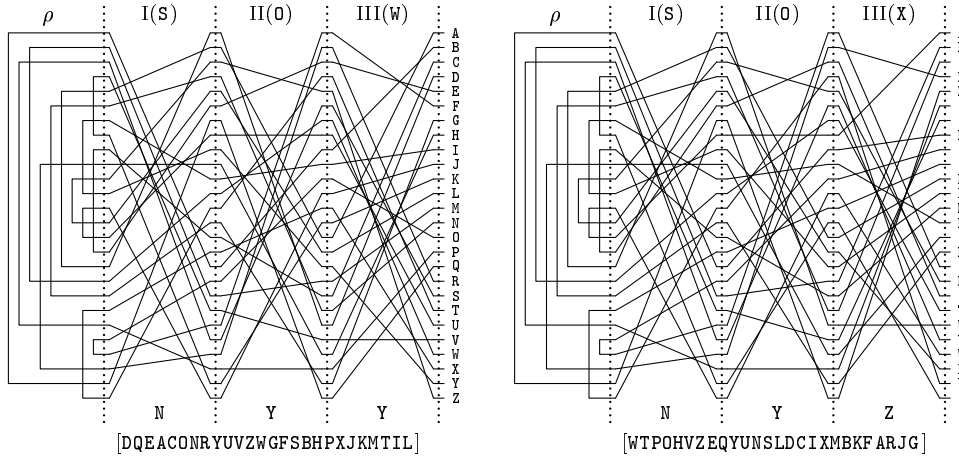 ρ I(S) II(O) III(W)
A
B
C
D
E
F
G
H
I
J
K
L
M
N
O
P
Q
R
S
T
U
V
W
X
Y
Z
N Y Y
[DQEACONRYUVZWGFSBHPXJKMTIL]
ρ I(S) II(O) III(X)
N Y Z
[WTPOHVZEQYUNSLDCIXMBKFARJG]